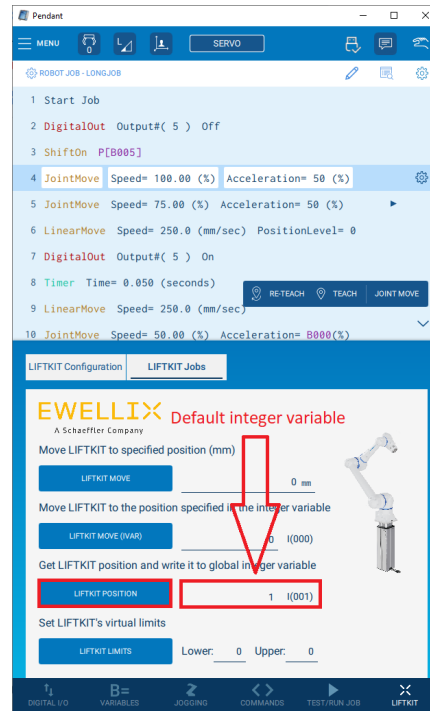 Pendant
MENU
0
SERVO
ROBOT JOB - LONGJOB
1 Start Job
2 DigitalOut Output#( 5 ) Off
3 ShiftOn P[B005]
4 JointMove Speed= 100.00 (%) Acceleration= 50 (%)
5 JointMove Speed= 75.00 (%) Acceleration= 50 (%)
6 LinearMove Speed= 250.0 (mm/sec) PositionLevel= 0
7 DigitalOut Output#( 5 ) On
8 Timer Time= 0.050 (seconds)
RE-TEACH TEACH JOINT MOVE
9 LinearMove Speed= 250.0 (mm/sec)
10 JointMove Speed= 50.00 (%) Acceleration= B000(%)
LIFTKIT Configuration LIFTKIT Jobs
EWELLIX
A Schaeffler Company
Default integer variable
Move LIFTKIT to specified position (mm)
LIFTKIT MOVE 0 mm
Move LIFTKIT to the position specified in the integer variable
LIFTKIT MOVE (IVAR) 0 I(000)
Get LIFTKIT position and write it to global integer variable
LIFTKIT POSITION 1 I(001)
Set LIFTKIT's virtual limits
LIFTKIT LIMITS Lower: 0 Upper: 0
DIGITAL I/O VARIABLES JOGGING COMMANDS TEST/RUN JOB LIFTKIT